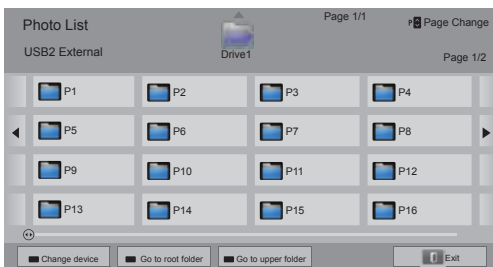 Photo List
Page 1/1
P Page Change
USB2 External
Drive1
Page 1/2
P1 P2 P3 P4
P5 P6 P7 P8
P9 P10 P11 P12
P13 P14 P15 P16
Change device Go to root folder Go to upper folder Exit